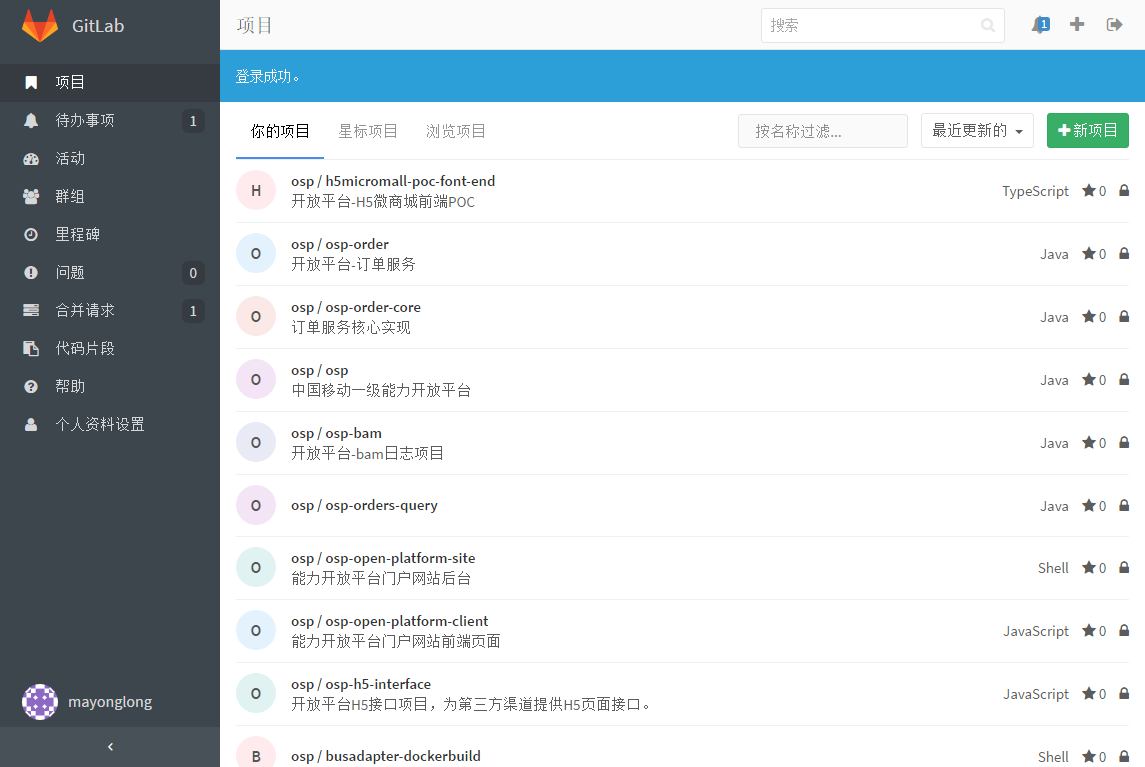 GitLab
项目
待办事项 1
活动
群组
里程碑
问题 0
合并请求 1
代码片段
帮助
个人资料设置
mayonglong
项目
搜索
1
登录成功。
你的项目 星标项目 浏览项目
按名称过滤... 最近更新的 新项目
H osp / h5micromall-poc-font-end
开放平台-H5微商城前端POC
TypeScript 0
O osp / osp-order
开放平台-订单服务
Java 0
O osp / osp-order-core
订单服务核心实现
Java 0
O osp / osp
中国移动一级能力开放平台
Java 0
O osp / osp-bam
开放平台-bam日志项目
Java 0
O osp / osp-orders-query
Java 0
O osp / osp-open-platform-site
能力开放平台门户网站后台
Shell 0
O osp / osp-open-platform-client
能力开放平台门户网站前端页面
JavaScript 0
O osp / osp-h5-interface
开放平台H5接口项目，为第三方渠道提供H5页面接口。
JavaScript 0
B osp / busadapter-dockerbuild
Shell 0